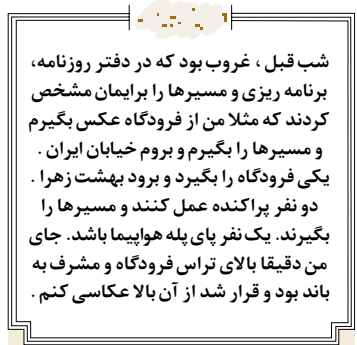 شب قبل ، غروب بود که در دفتر روزنامه،
برنامه ریزی و مسیرها را برایمان مشخص
کردند که مثلا من از فرودگاه عکس بگیرم
و مسیرها را بگیرم و بروم خیابان ایران .
یکی فرودگاه را بگیرد و برود بهشت زهرا .
دو نفر پراکنده عمل کنند و مسیرها را
بگیرند. یک نفر پای پله هواپیما باشد. جای
من دقیقا بالای تراس فرودگاه و مشرف به
باند بود و قرار شد از آن بالا عکاسی کنم .